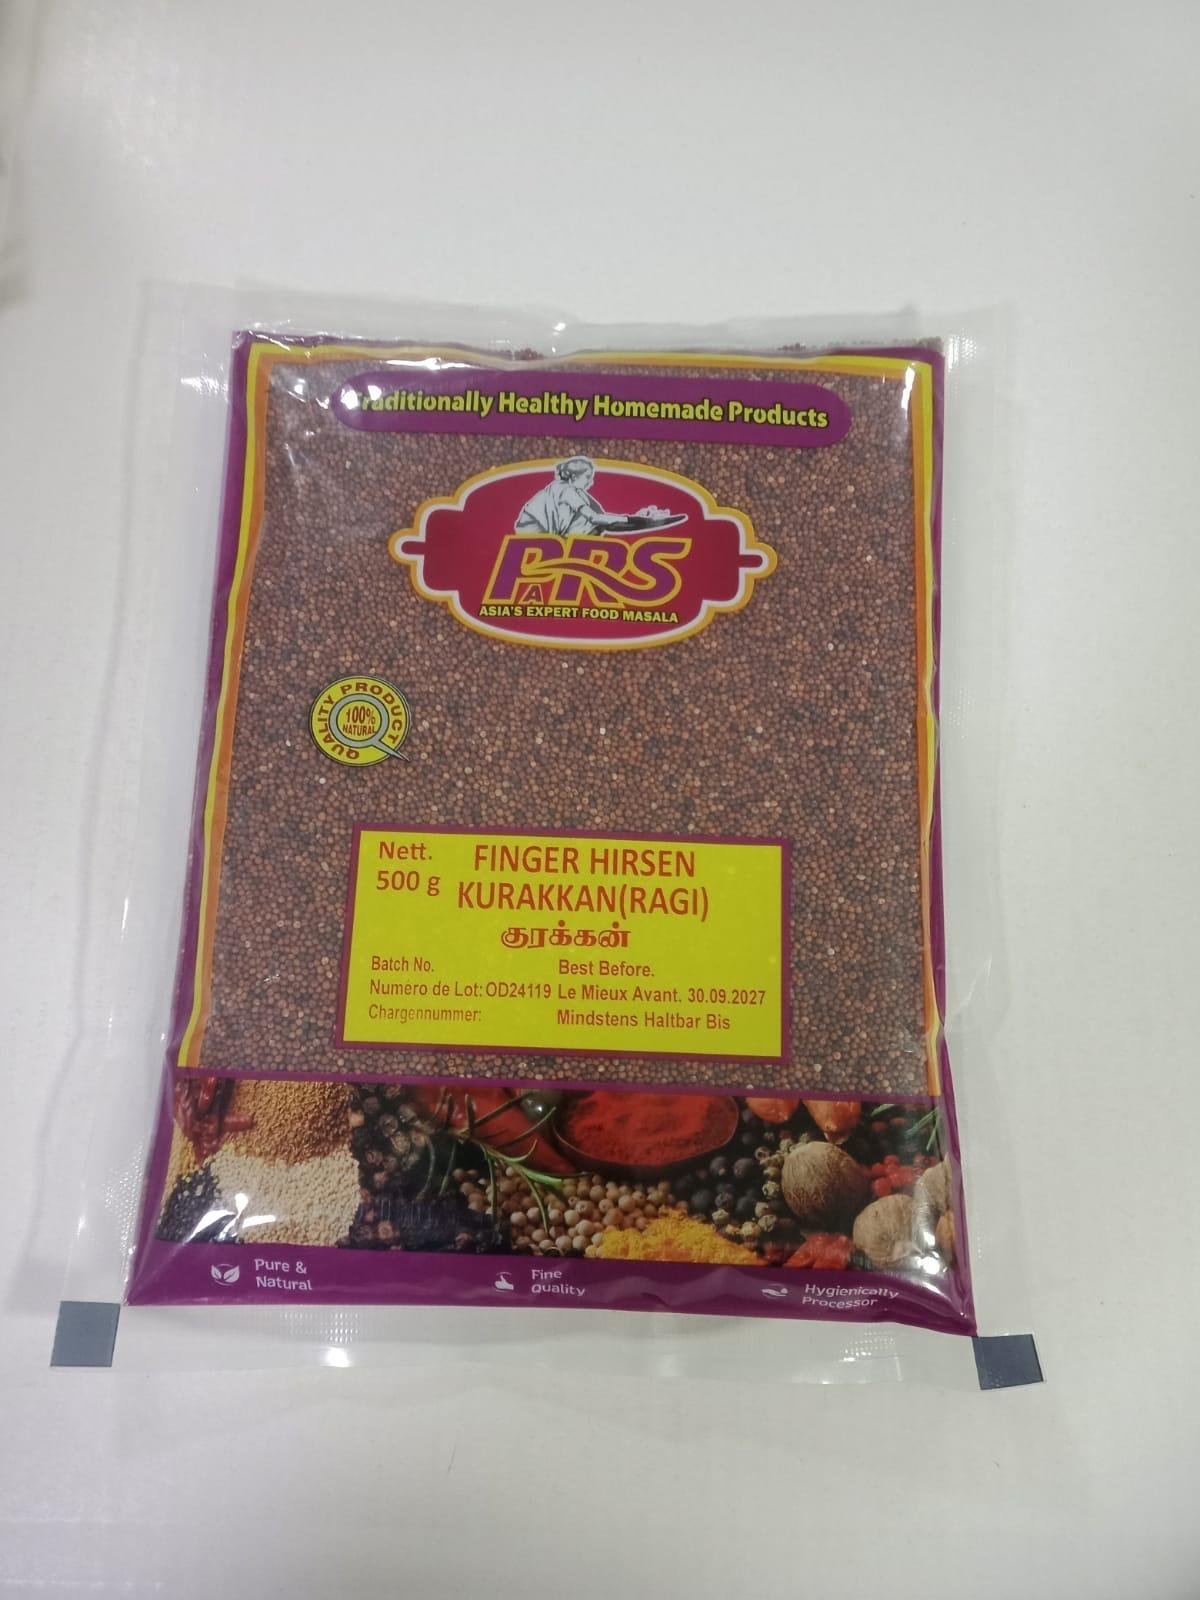 Traditionally Healthy Homemade Products
PARS
ASIA'S EXPERT FOOD MASALA
QUALITY PRODUCT
100%
NATURAL
Nett.
500 g
FINGER HIRSEN
KURAKKAN(RAGI)
குரக்கன்
Batch No.
Best Before.
Numéro de Lot: OD24119 Le Mieux Avant. 30.09.2027
Chargennummer:
Mindstens Haltbar Bis
Pure &
Natural
Fine
Quality
Hygienically
Processor